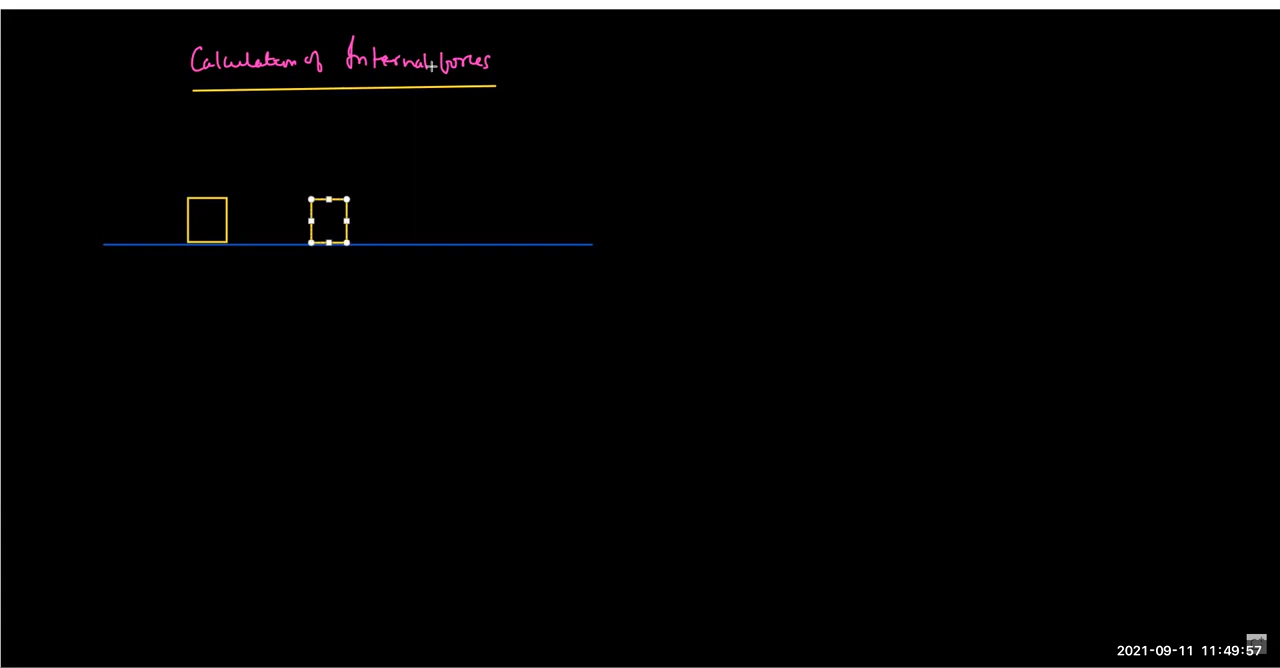 Calculation of Internal forces
2021-09-11 11:49:57